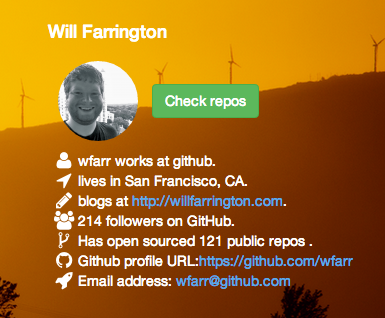 Will Farrington
Check repos
wfarr works at github.
lives in San Francisco, CA.
blogs at http://willfarrington.com.
214 followers on GitHub.
Has open sourced 121 public repos .
Github profile URL:https://github.com/wfarr
Email address: wfarr@github.com